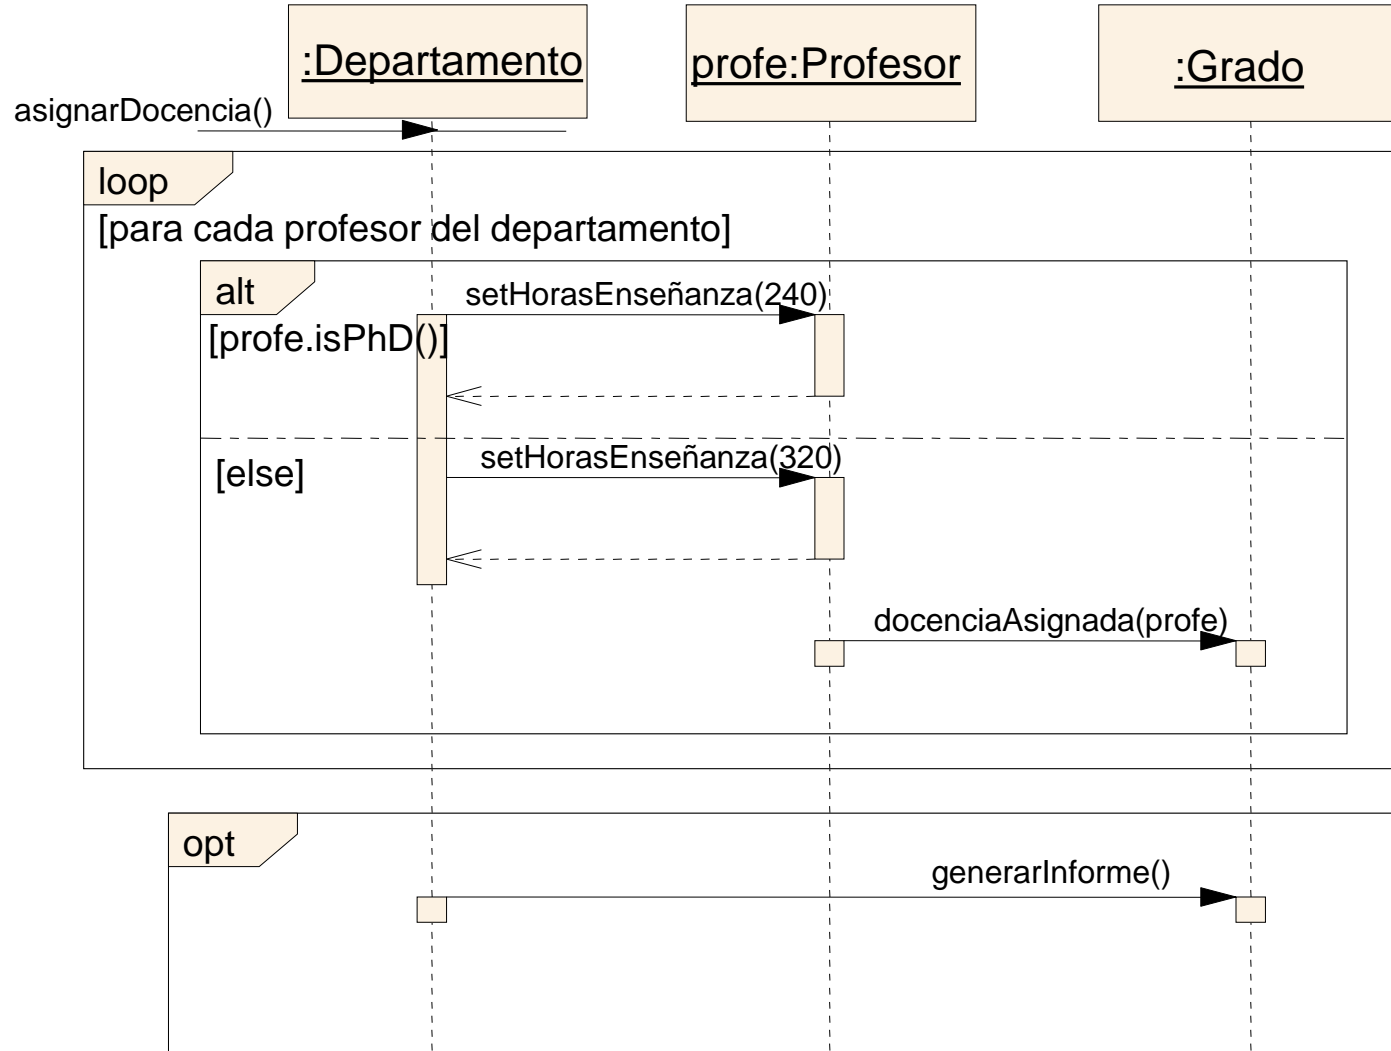 :Departamento
profe:Profesor
:Grado
asignarDocencia()
loop
[para cada profesor del departamento]
alt
setHorasEnseñanza(240)
[profe.isPhD()]
setHorasEnseñanza(320)
[else]
docenciaAsignada(profe)
opt
generarInforme()